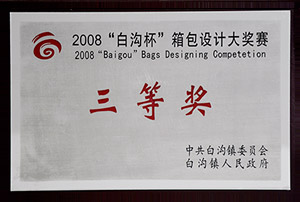 2008“白沟杯”箱包设计大奖赛
2008“Baigou”Bags Designing Competetion
三等奖
中共白沟镇委员会
白沟镇人民政府